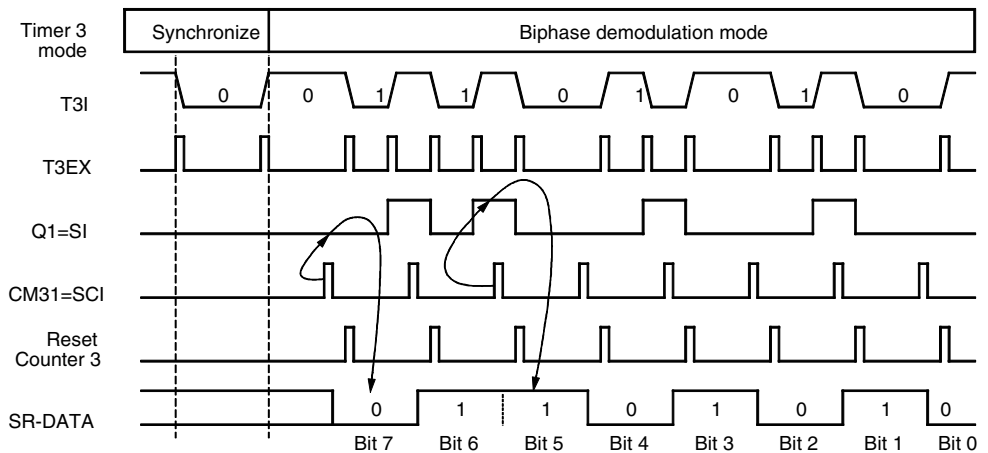 Timer 3
mode
Synchronize
Biphase demodulation mode
T3I
0 0 1 1 0 1 0 1 0
T3EX
Q1=SI
CM31=SCI
Reset
Counter 3
SR-DATA
0 1 1 0 1 0 1 0
Bit 7 Bit 6 Bit 5 Bit 4 Bit 3 Bit 2 Bit 1 Bit 0